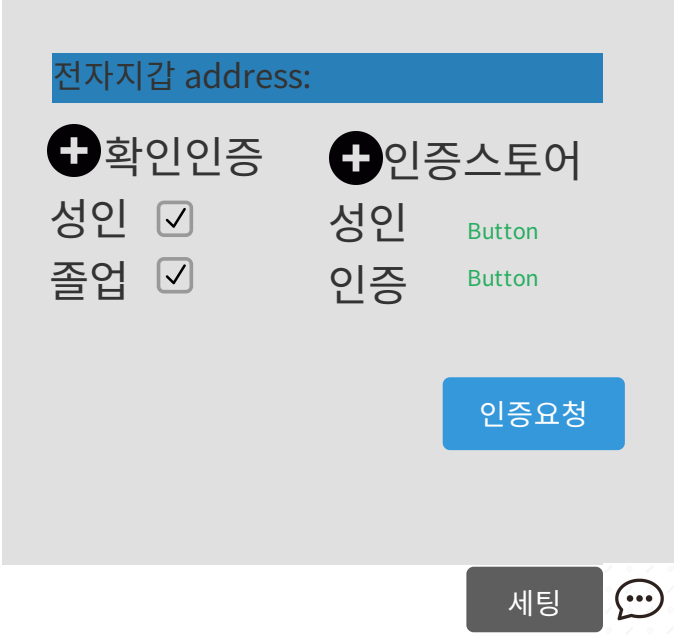 전자지갑 address:
확인인증
성인
졸업
인증스토어
성인 Button
인증 Button
인증요청
세팅